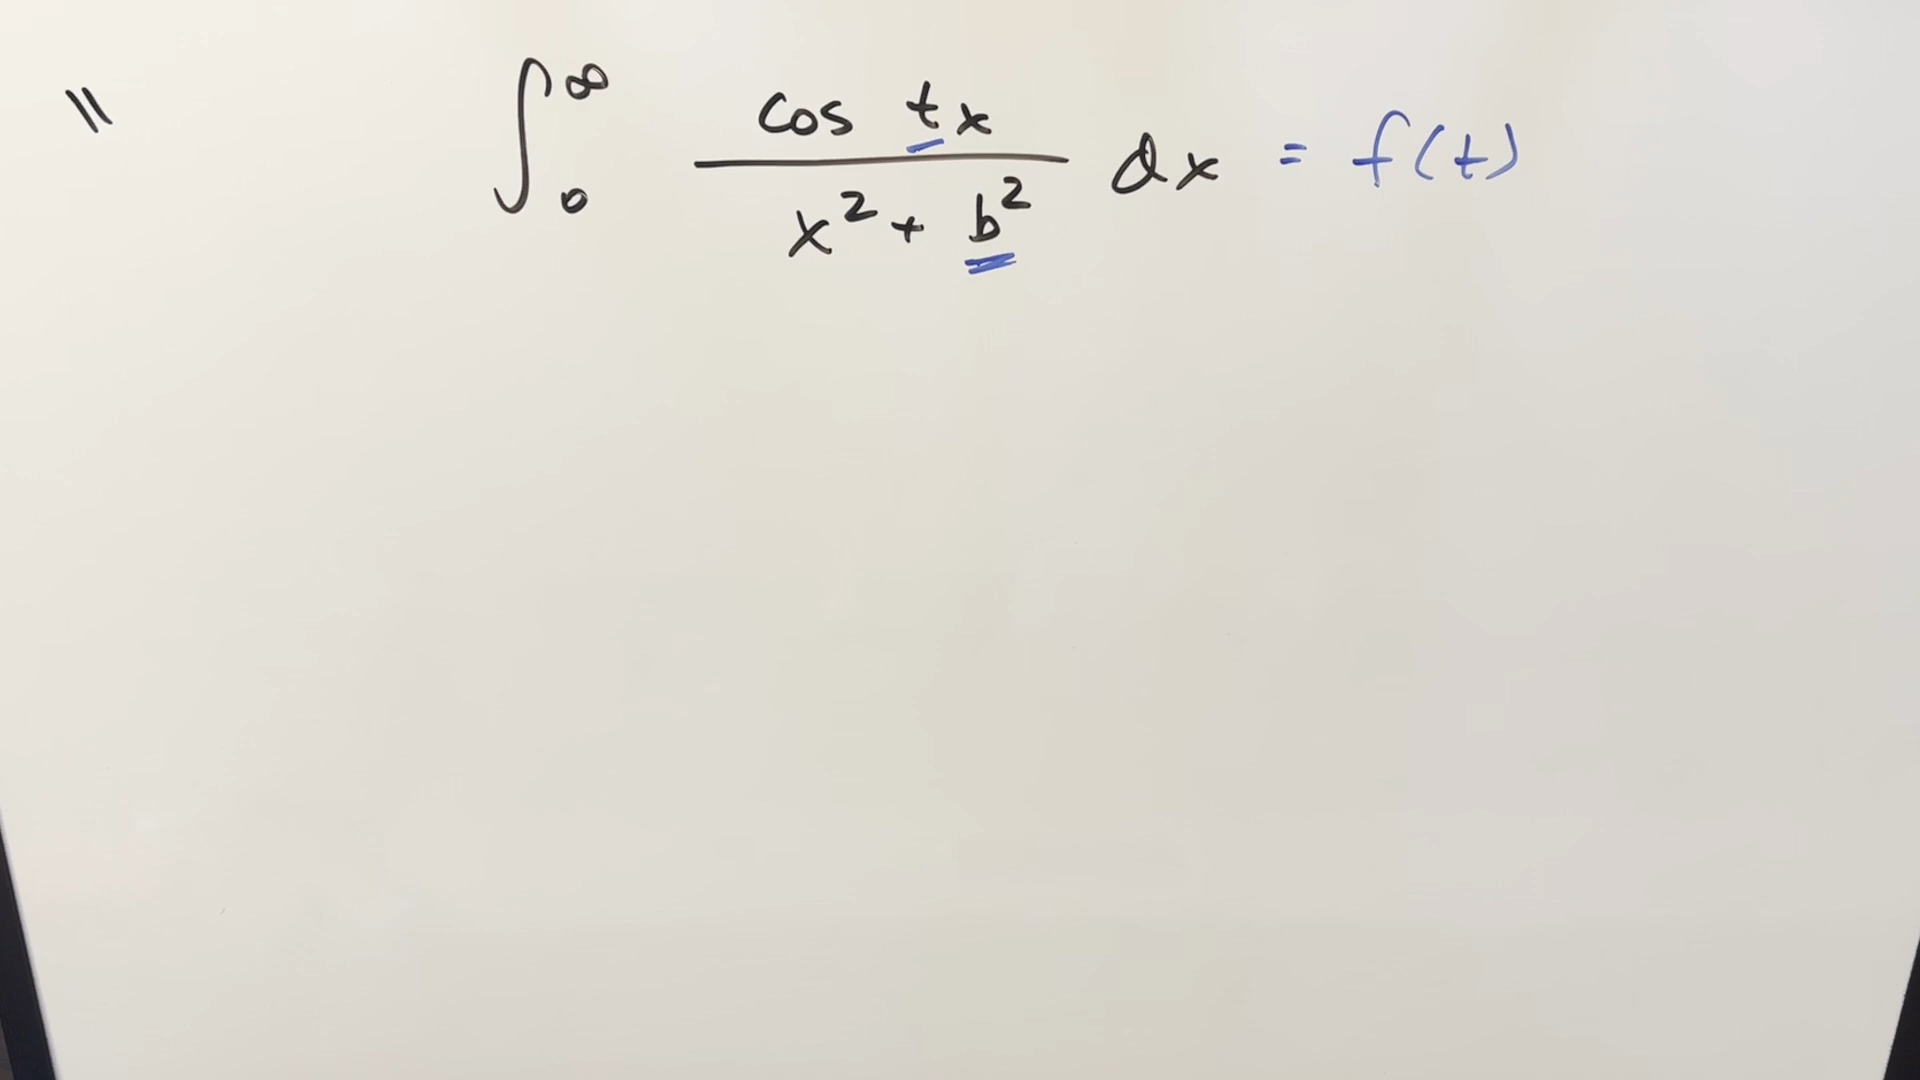 \\ ∫₀^∞ cos tx / (x² + b²) dx = f(t)